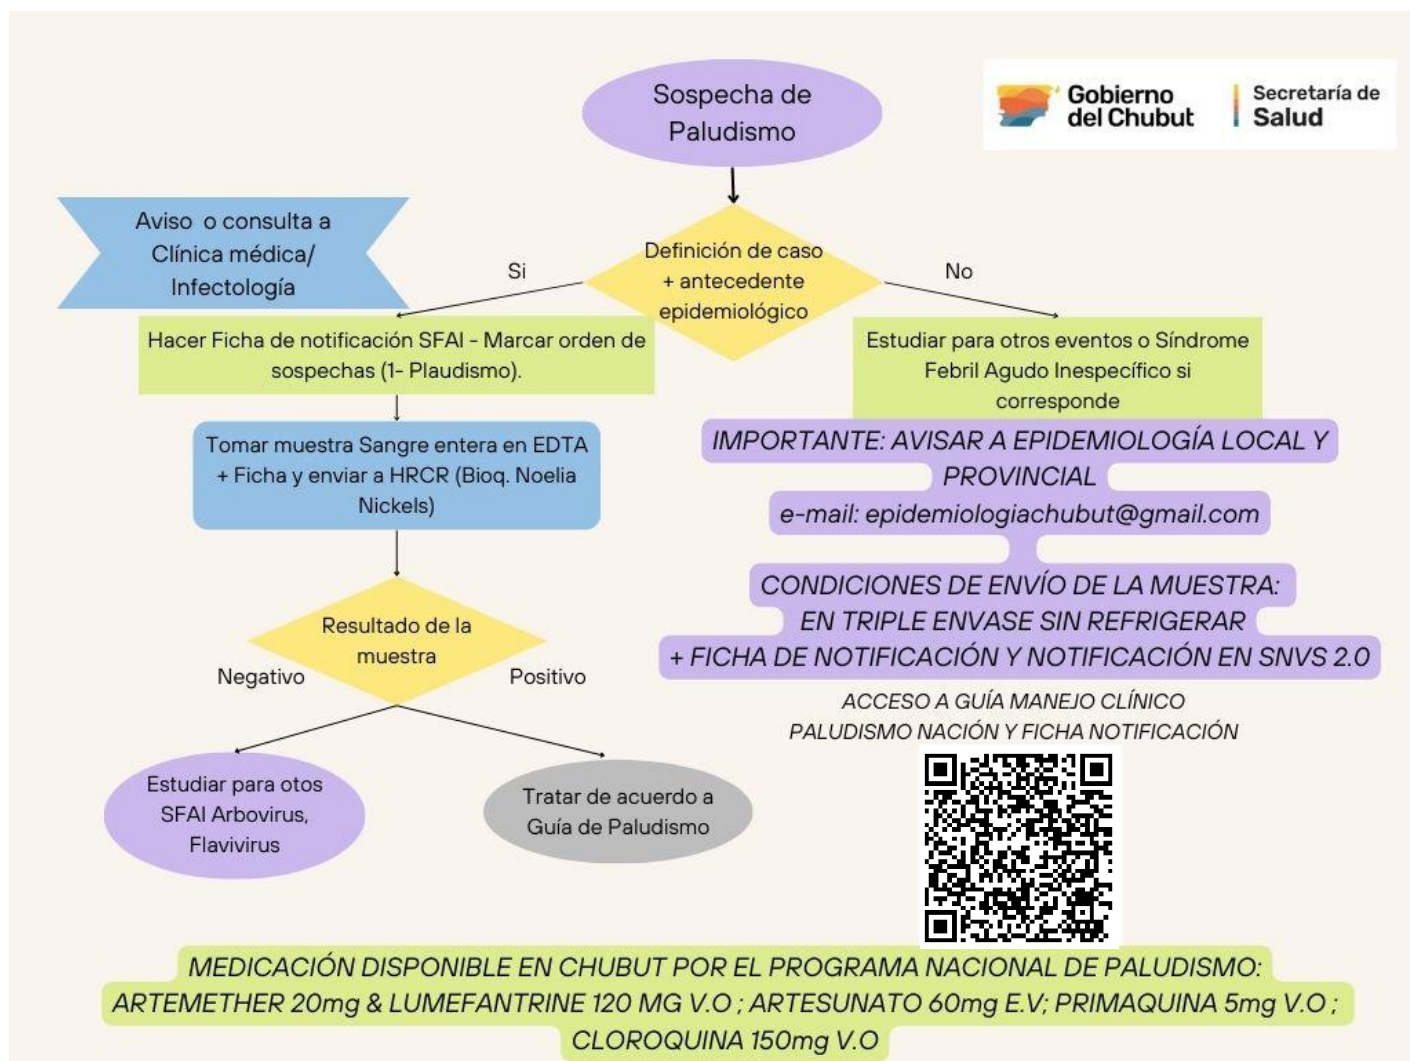 Sospecha de
Paludismo
Gobierno
del Chubut
Secretaría de
Salud
Aviso o consulta a
Clínica médica/
Infectología
Definición de caso
+ antecedente
epidemiológico
Si
No
Hacer Ficha de notificación SFAI - Marcar orden de
sospechas (1- Plaudismo).
Estudiar para otros eventos o Síndrome
Febril Agudo Inespecífico si
corresponde
Tomar muestra Sangre entera en EDTA
+ Ficha y enviar a HRCR (Bioq. Noelia
Nickels)
IMPORTANTE: AVISAR A EPIDEMIOLOGÍA LOCAL Y
PROVINCIAL
e-mail: epidemiologiachubut@gmail.com
CONDICIONES DE ENVÍO DE LA MUESTRA:
EN TRIPLE ENVASE SIN REFRIGERAR
+ FICHA DE NOTIFICACIÓN Y NOTIFICACIÓN EN SNVS 2.0
Resultado de la
muestra
Negativo
Positivo
ACCESO A GUÍA MANEJO CLÍNICO
PALUDISMO NACIÓN Y FICHA NOTIFICACIÓN
Estudiar para otos
SFAI Arbovirus,
Flavivirus
Tratar de acuerdo a
Guía de Paludismo
MEDICACIÓN DISPONIBLE EN CHUBUT POR EL PROGRAMA NACIONAL DE PALUDISMO:
ARTEMETHER 20mg & LUMEFANTRINE 120 MG V.O ; ARTESUNATO 60mg E.V; PRIMAQUINA 5mg V.O ;
CLOROQUINA 150mg V.O